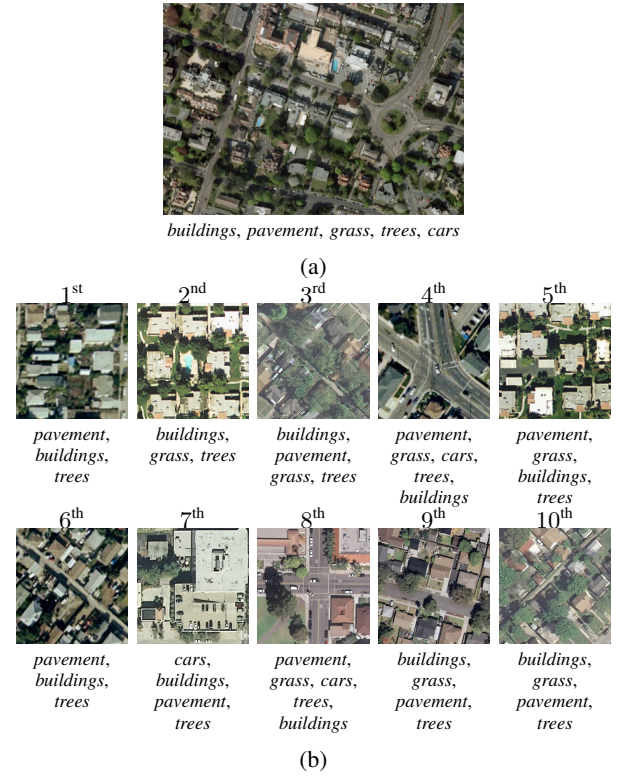 buildings, pavement, grass, trees, cars
(a)
1st 2nd 3rd 4th 5th
pavement, buildings, trees
buildings, grass, trees
buildings, pavement, grass, trees
pavement, grass, cars, trees, buildings
pavement, grass, buildings, trees
6th 7th 8th 9th 10th
pavement, buildings, trees
cars, buildings, pavement, trees
pavement, grass, cars, trees, buildings
buildings, grass, pavement, trees
buildings, grass, pavement, trees
(b)